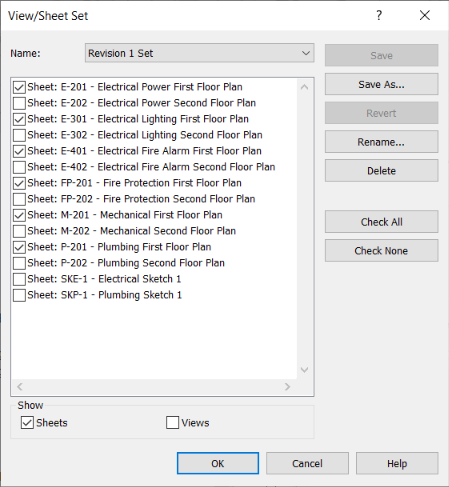 View/Sheet Set
Name: Revision 1 Set Save
Save As...
Revert
Rename...
Delete
Check All
Check None
Sheet: E-201 - Electrical Power First Floor Plan
Sheet: E-202 - Electrical Power Second Floor Plan
Sheet: E-301 - Electrical Lighting First Floor Plan
Sheet: E-302 - Electrical Lighting Second Floor Plan
Sheet: E-401 - Electrical Fire Alarm First Floor Plan
Sheet: E-402 - Electrical Fire Alarm Second Floor Plan
Sheet: FP-201 - Fire Protection First Floor Plan
Sheet: FP-202 - Fire Protection Second Floor Plan
Sheet: M-201 - Mechanical First Floor Plan
Sheet: M-202 - Mechanical Second Floor Plan
Sheet: P-201 - Plumbing First Floor Plan
Sheet: P-202 - Plumbing Second Floor Plan
Sheet: SKE-1 - Electrical Sketch 1
Sheet: SKP-1 - Plumbing Sketch 1
Show
Sheets Views
OK Cancel Help